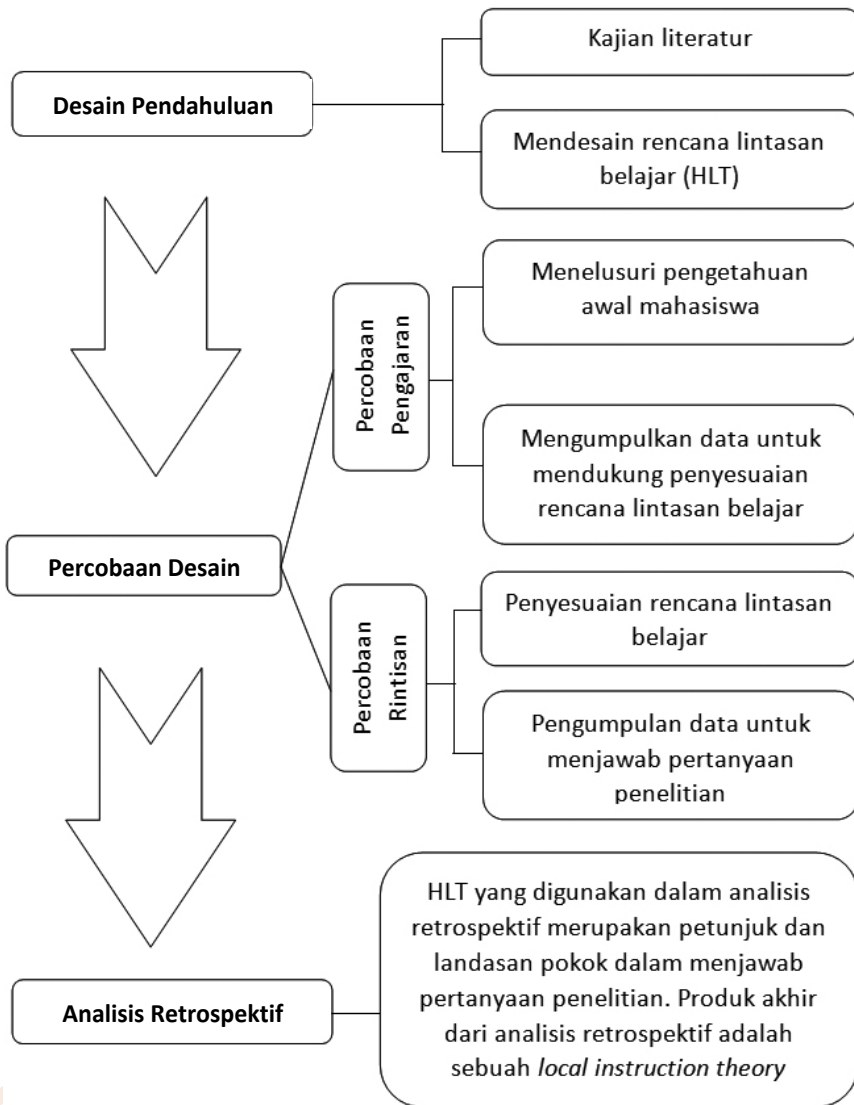 Desain Pendahuluan
Kajian literatur
Mendesain rencana lintasan
belajar (HLT)
Percobaan Desain
Percobaan
Pengajaran
Menelusuri pengetahuan
awal mahasiswa
Mengumpulkan data untuk
mendukung penyesuaian
rencana lintasan belajar
Percobaan
Rintisan
Penyesuaian rencana lintasan
belajar
Pengumpulan data untuk
menjawab pertanyaan
penelitian
Analisis Retrospektif
HLT yang digunakan dalam analisis
retrospektif merupakan petunjuk dan
landasan pokok dalam menjawab
pertanyaan penelitian. Produk akhir
dari analisis retrospektif adalah
sebuah local instruction theory